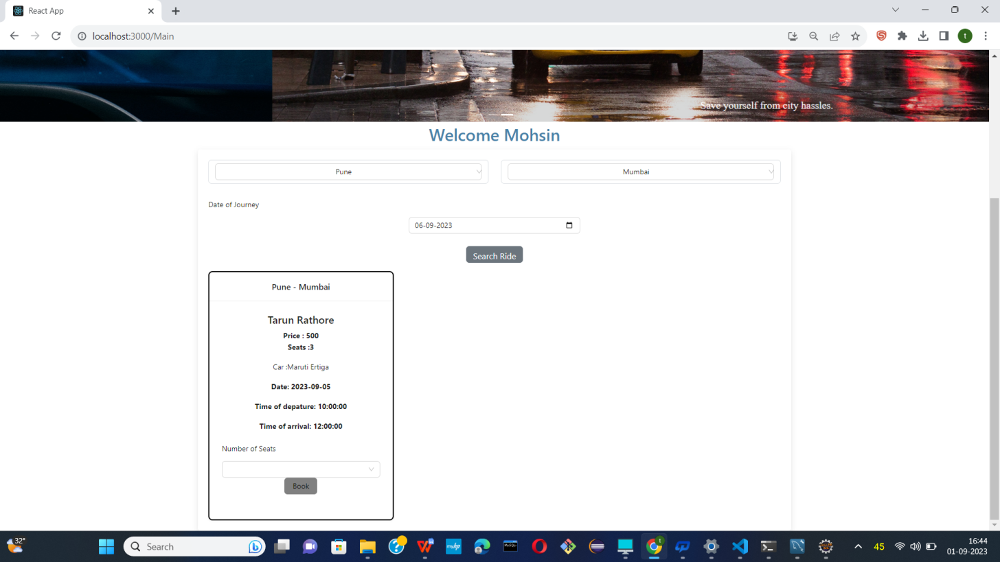 React App
localhost:3000/Main
t
Save yourself from city hassles.
Welcome Mohsin
Pune
Mumbai
Date of Journey
06-09-2023
Search Ride
Pune - Mumbai
Tarun Rathore
Price : 500
Seats :3
Car :Maruti Ertiga
Date: 2023-09-05
Time of depature: 10:00:00
Time of arrival: 12:00:00
Number of Seats
Book
32°
Search
myhp
MySQL
t
45
16:44
01-09-2023